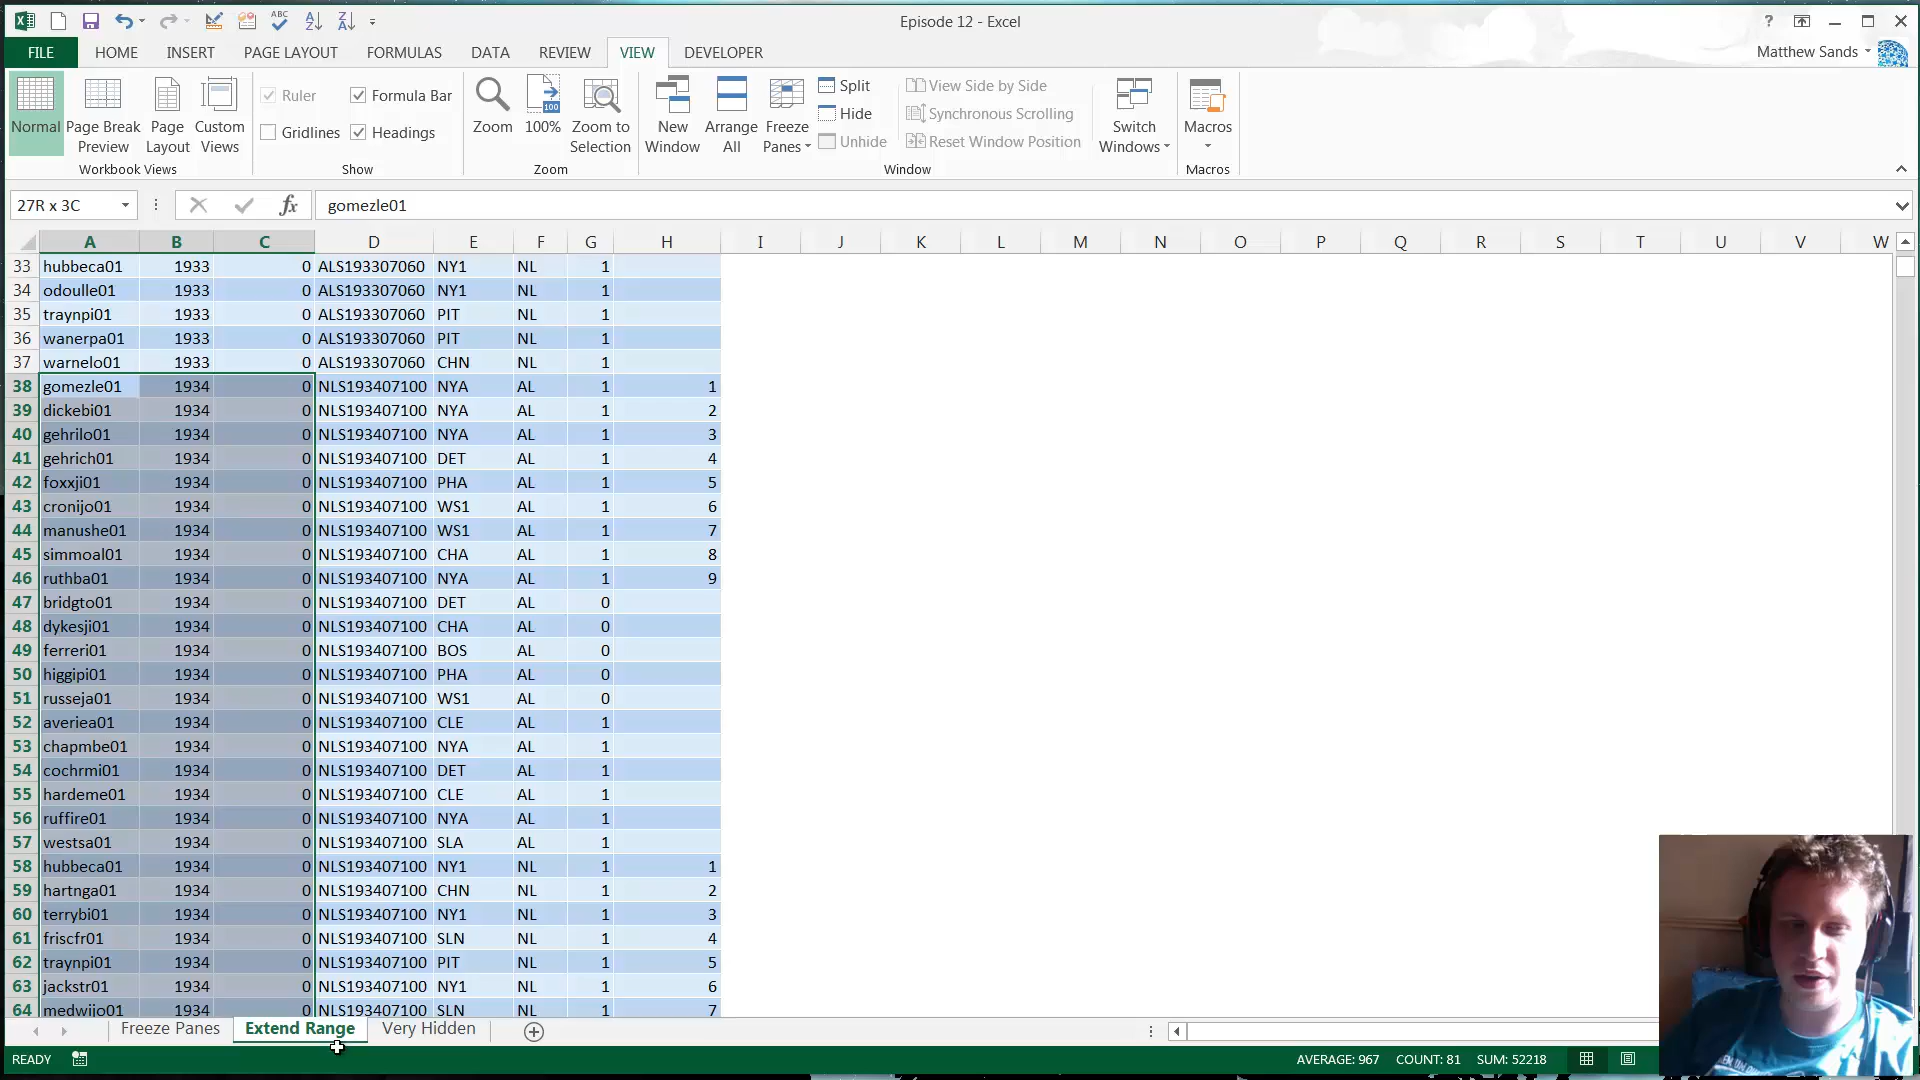 ABC
Episode 12 - Excel
?
FILE HOME INSERT PAGE LAYOUT FORMULAS DATA REVIEW VIEW DEVELOPER Matthew Sands
Normal Page Break Preview Page Layout Custom Views
Workbook Views
Ruler Formula Bar
Gridlines Headings
Show
Zoom 100% Zoom to Selection
Zoom
New Window Arrange All Freeze Panes
Split View Side by Side
Hide Synchronous Scrolling
Unhide Reset Window Position
Switch Windows
Window
Macros
Macros
27R x 3C fx gomezle01
A B C D E F G H I J K L M N O P Q R S T U V W
33 hubbeca01 1933 0 ALS193307060 NY1 NL 1
34 odoulle01 1933 0 ALS193307060 NY1 NL 1
35 traynpi01 1933 0 ALS193307060 PIT NL 1
36 wanerpa01 1933 0 ALS193307060 PIT NL 1
37 warnelo01 1933 0 ALS193307060 CHN NL 1
38 gomezle01 1934 0 NLS193407100 NYA AL 1 1
39 dickebi01 1934 0 NLS193407100 NYA AL 1 2
40 gehrilo01 1934 0 NLS193407100 NYA AL 1 3
41 gehrich01 1934 0 NLS193407100 DET AL 1 4
42 foxxji01 1934 0 NLS193407100 PHA AL 1 5
43 cronijo01 1934 0 NLS193407100 WS1 AL 1 6
44 manushe01 1934 0 NLS193407100 WS1 AL 1 7
45 simmoal01 1934 0 NLS193407100 CHA AL 1 8
46 ruthba01 1934 0 NLS193407100 NYA AL 1 9
47 bridgto01 1934 0 NLS193407100 DET AL 0
48 dykesji01 1934 0 NLS193407100 CHA AL 0
49 ferreri01 1934 0 NLS193407100 BOS AL 0
50 higgipi01 1934 0 NLS193407100 PHA AL 0
51 russeja01 1934 0 NLS193407100 WS1 AL 0
52 averiea01 1934 0 NLS193407100 CLE AL 1
53 chapmbe01 1934 0 NLS193407100 NYA AL 1
54 cochrmi01 1934 0 NLS193407100 DET AL 1
55 hardeme01 1934 0 NLS193407100 CLE AL 1
56 ruffire01 1934 0 NLS193407100 NYA AL 1
57 westsa01 1934 0 NLS193407100 SLA AL 1
58 hubbeca01 1934 0 NLS193407100 NY1 NL 1 1
59 hartnga01 1934 0 NLS193407100 CHN NL 1 2
60 terrybi01 1934 0 NLS193407100 NY1 NL 1 3
61 friscfr01 1934 0 NLS193407100 SLN NL 1 4
62 traynpi01 1934 0 NLS193407100 PIT NL 1 5
63 jackstr01 1934 0 NLS193407100 NY1 NL 1 6
64 medwijo01 1934 0 NLS193407100 SLN NL 1 7
Freeze Panes Extend Range Very Hidden
READY AVERAGE: 967 COUNT: 81 SUM: 52218